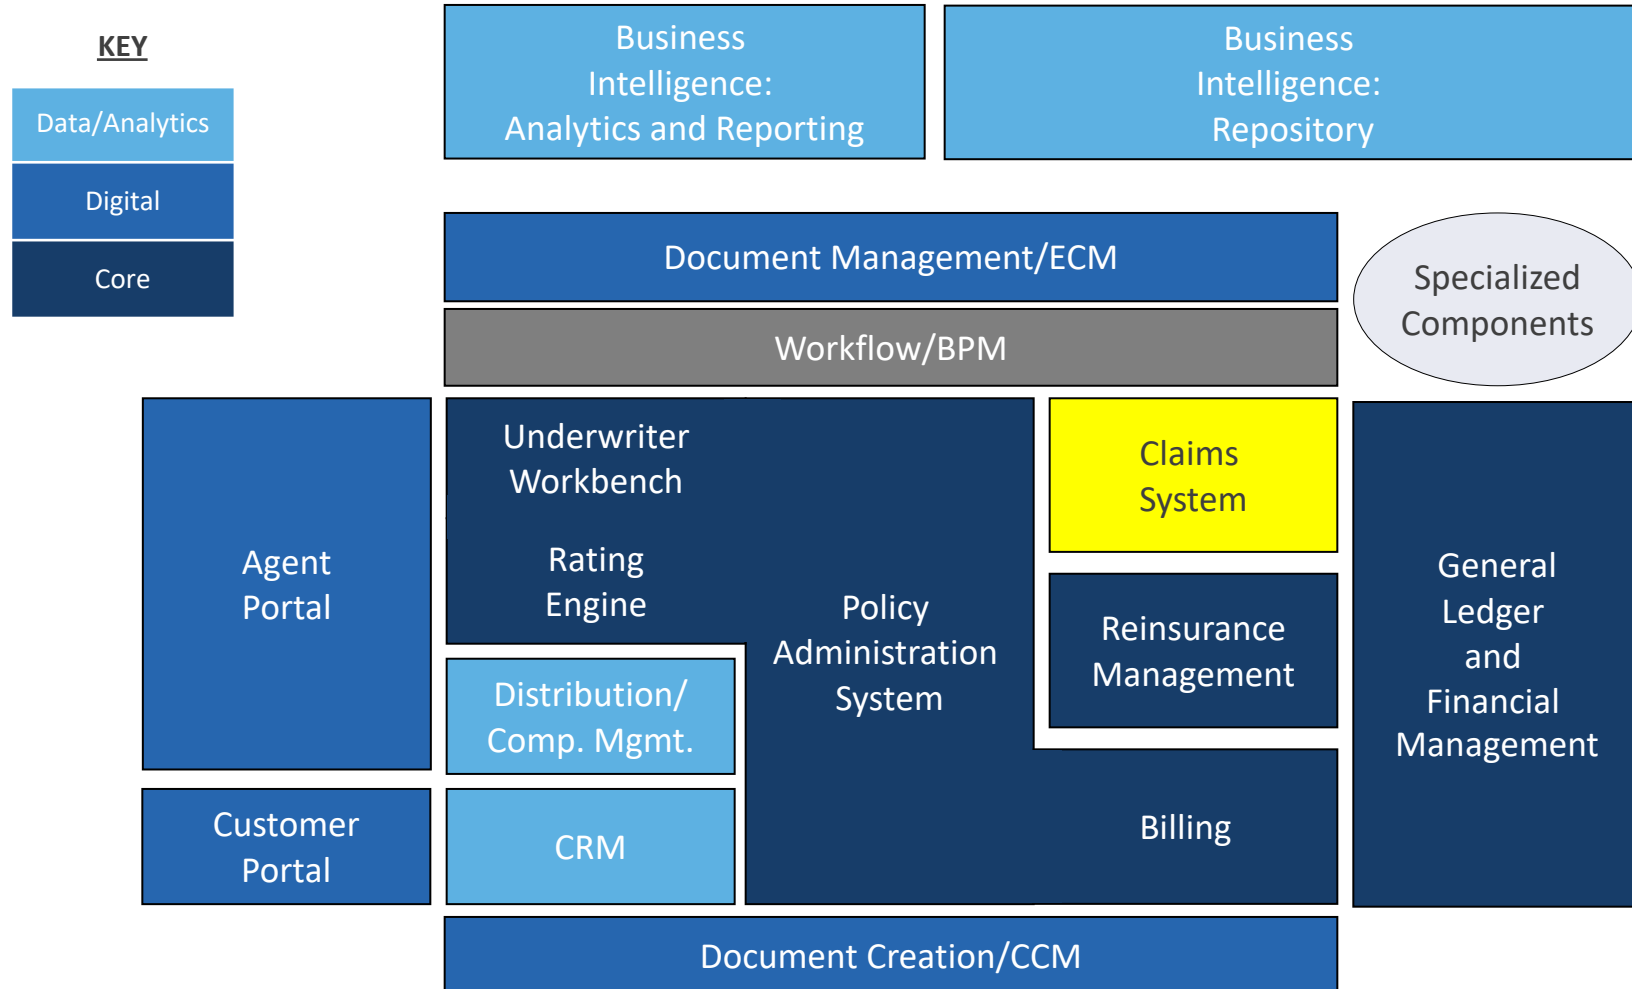 KEY
Data/Analytics
Digital
Core
Business
Intelligence:
Analytics and Reporting
Business
Intelligence:
Repository
Document Management/ECM
Specialized
Components
Workflow/BPM
Agent
Portal
Underwriter
Workbench
Rating
Engine
Policy
Administration
System
Claims
System
Reinsurance
Management
General
Ledger
and
Financial
Management
Distribution/
Comp. Mgmt.
Customer
Portal
CRM
Billing
Document Creation/CCM